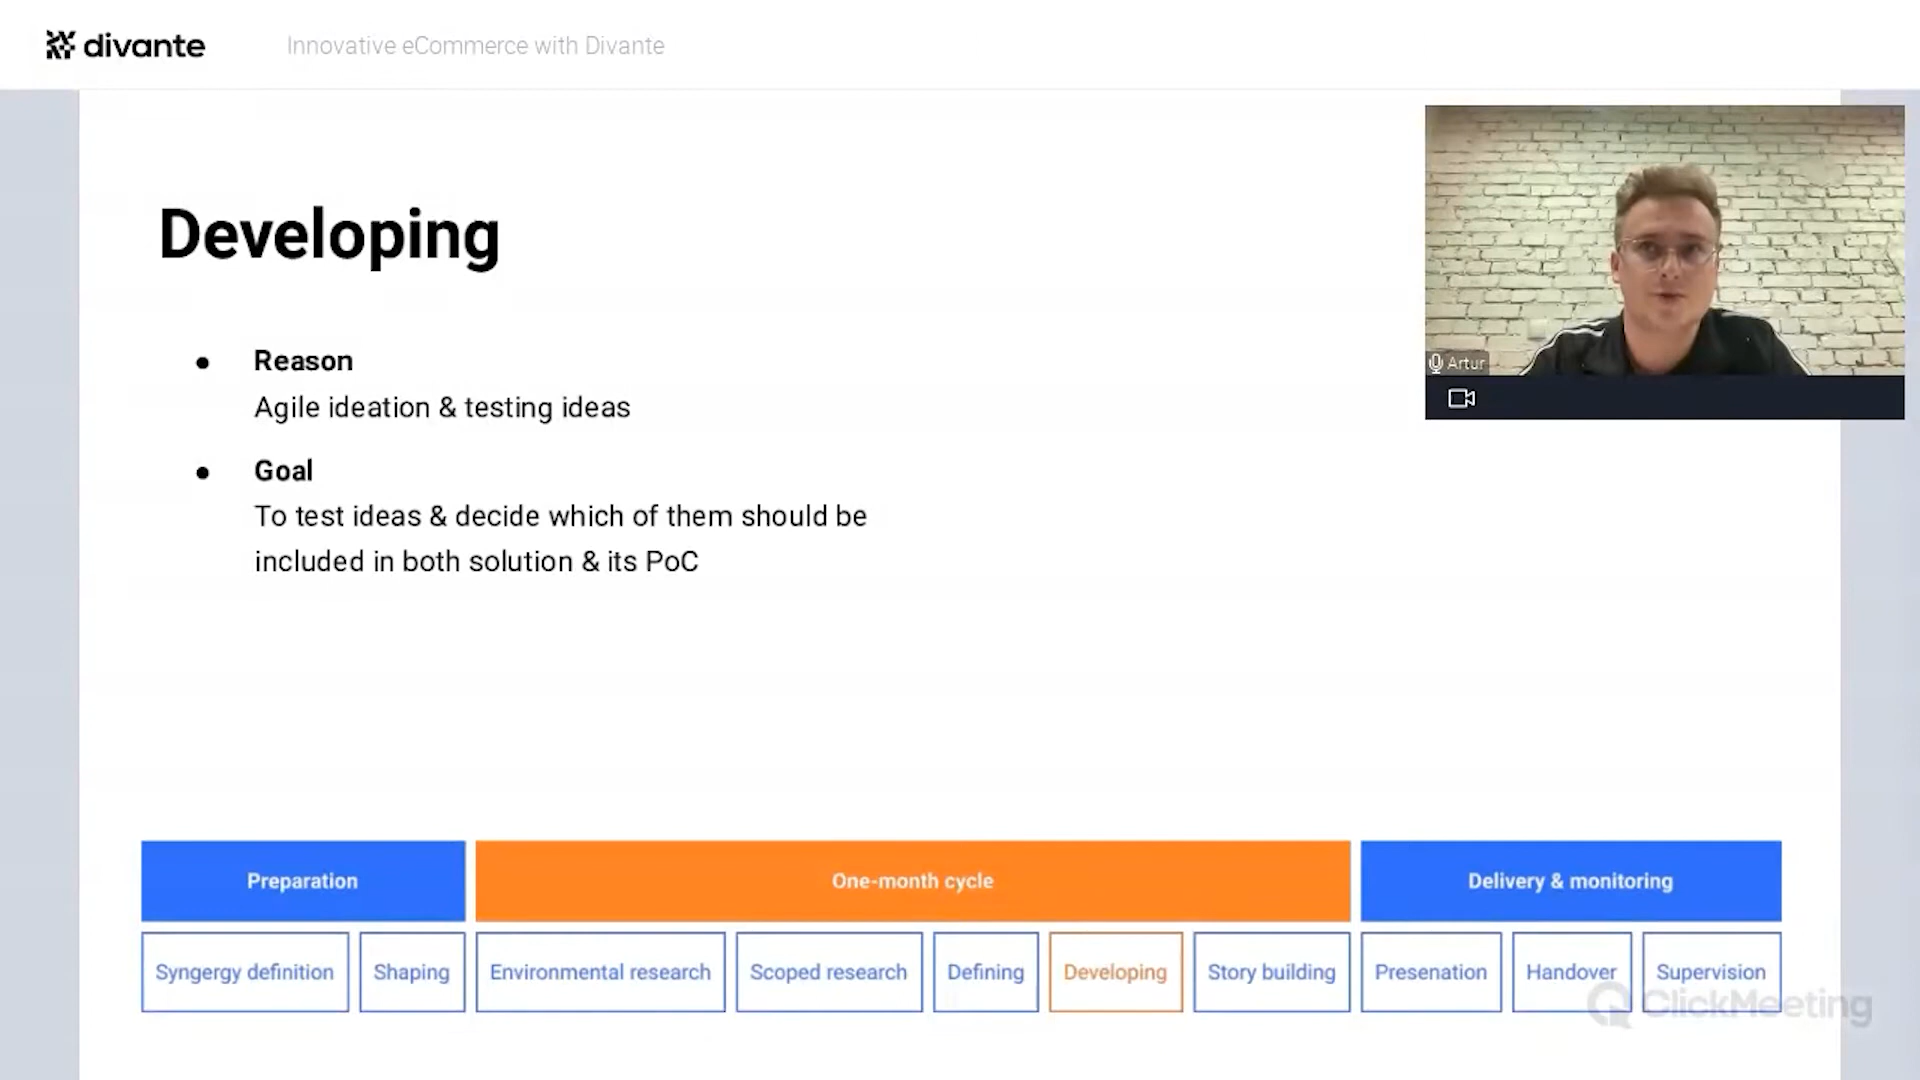 divante
Innovative eCommerce with Divante
Developing
Artur
● Reason
Agile ideation & testing ideas
● Goal
To test ideas & decide which of them should be
included in both solution & its PoC
Preparation
One-month cycle
Delivery & monitoring
Syngergy definition
Shaping
Environmental research
Scoped research
Defining
Developing
Story building
Presenation
Handover
Supervision
ClickMeeting